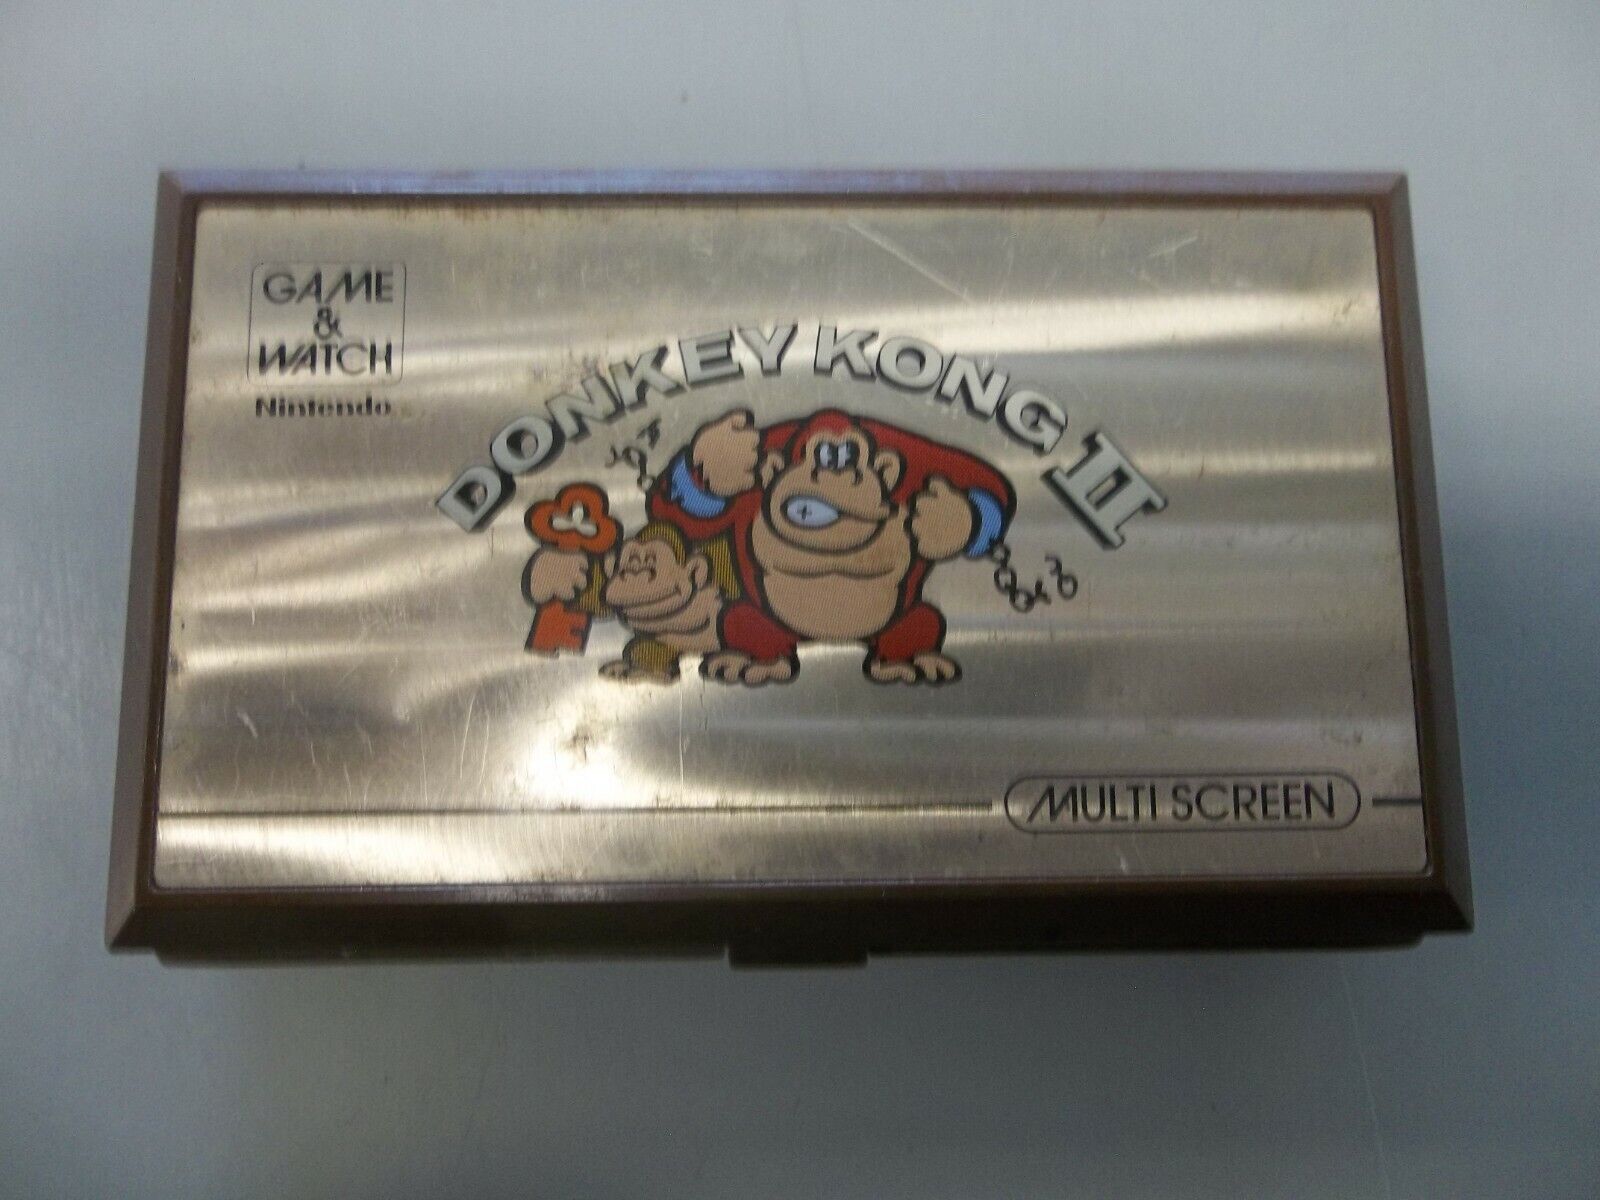 GAME
&
WATCH
Nintendo
DONKEY KONG II
MULTI SCREEN